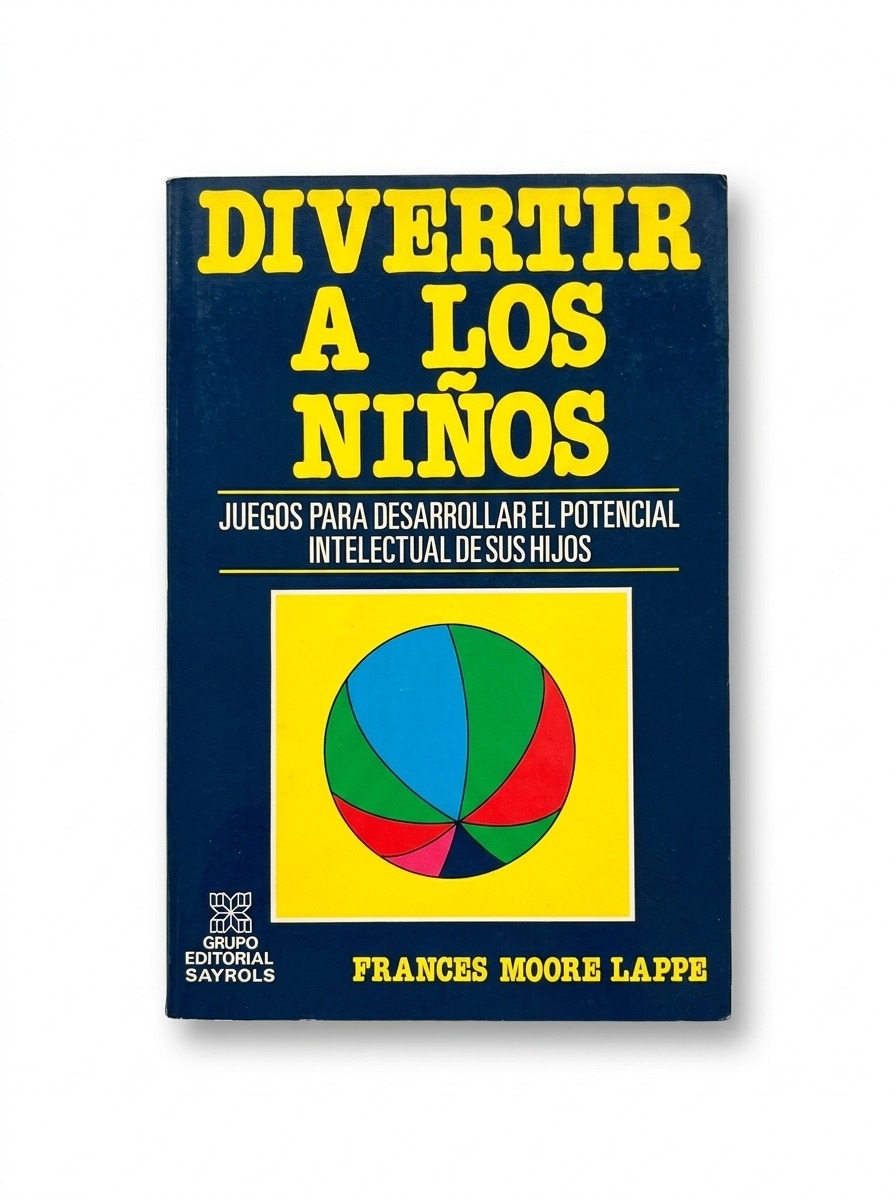 DIVERTIR
A LOS
NIÑOS
JUEGOS PARA DESARROLLAR EL POTENCIAL
INTELECTUAL DE SUS HIJOS
GRUPO
EDITORIAL
SAYROLS
FRANCES MOORE LAPPE